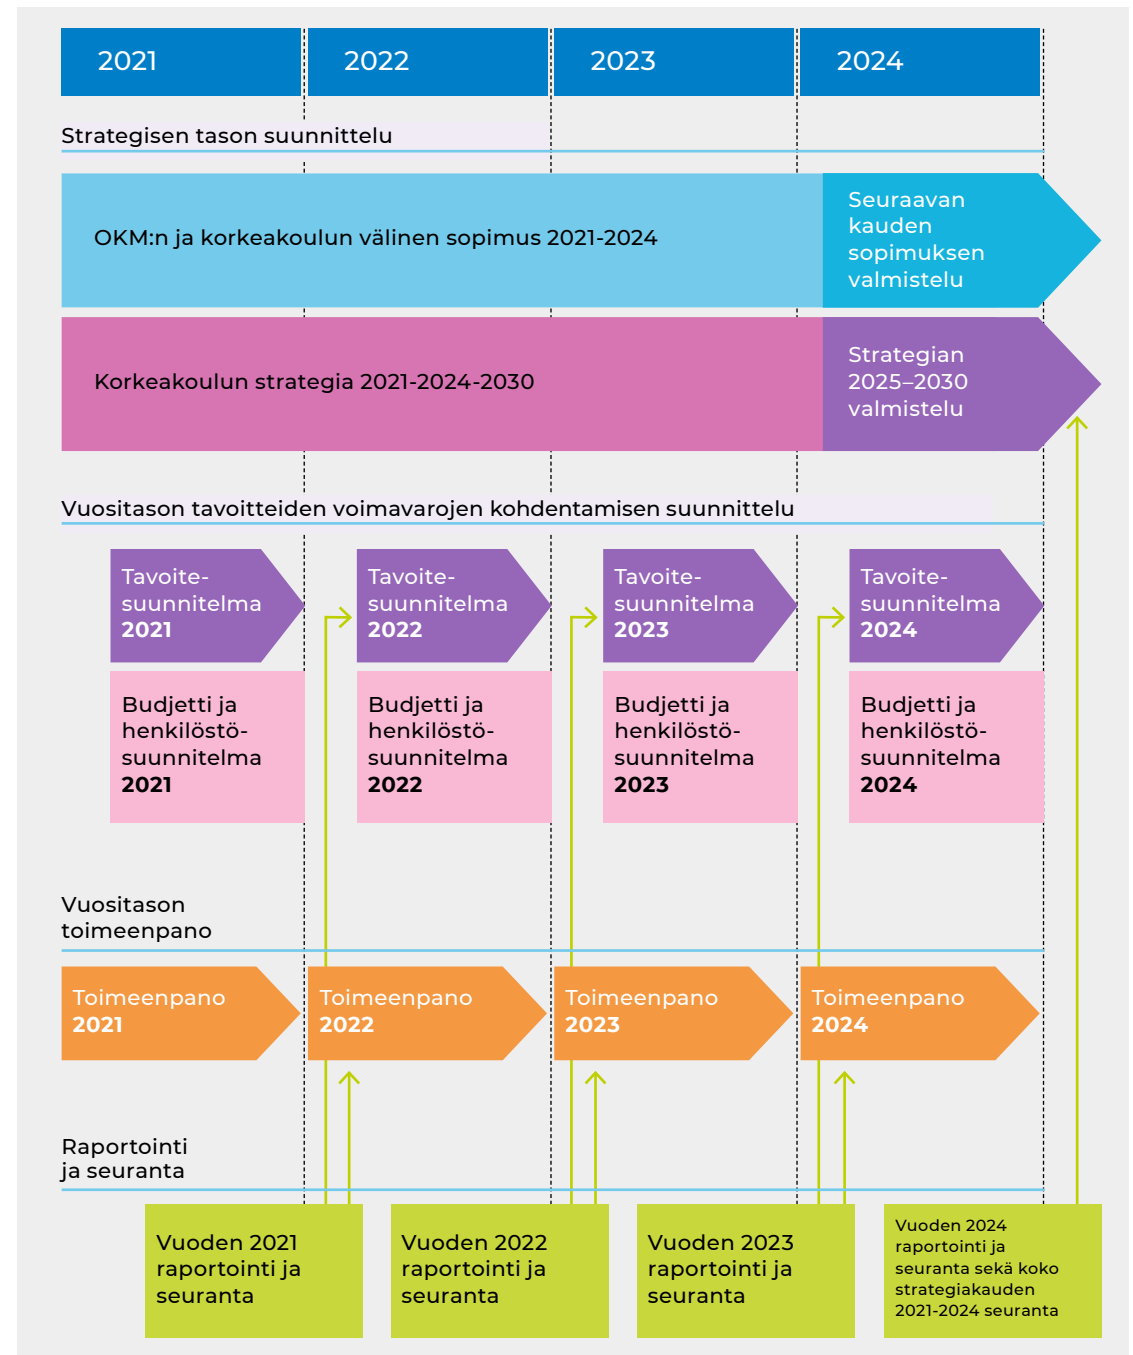 2021
2022
2023
2024
Strategisen tason suunnittelu
OKM:n ja korkeakoulun välinen sopimus 2021-2024
Seuraavan
kauden
sopimuksen
valmistelu
Korkeakoulun strategia 2021-2024-2030
Strategian
2025–2030
valmistelu
Vuositason tavoitteiden voimavarojen kohdentamisen suunnittelu
Tavoite-
suunnitelma
2021
Tavoite-
suunnitelma
2022
Tavoite-
suunnitelma
2023
Tavoite-
suunnitelma
2024
Budjetti ja
henkilöstö-
suunnitelma
2021
Budjetti ja
henkilöstö-
suunnitelma
2022
Budjetti ja
henkilöstö-
suunnitelma
2023
Budjetti ja
henkilöstö-
suunnitelma
2024
Vuositason
toimeenpano
Toimeenpano
2021
Toimeenpano
2022
Toimeenpano
2023
Toimeenpano
2024
Raportointi
ja seuranta
Vuoden 2021
raportointi ja
seuranta
Vuoden 2022
raportointi ja
seuranta
Vuoden 2023
raportointi ja
seuranta
Vuoden 2024
raportointi ja
seuranta sekä koko
strategiakauden
2021-2024 seuranta